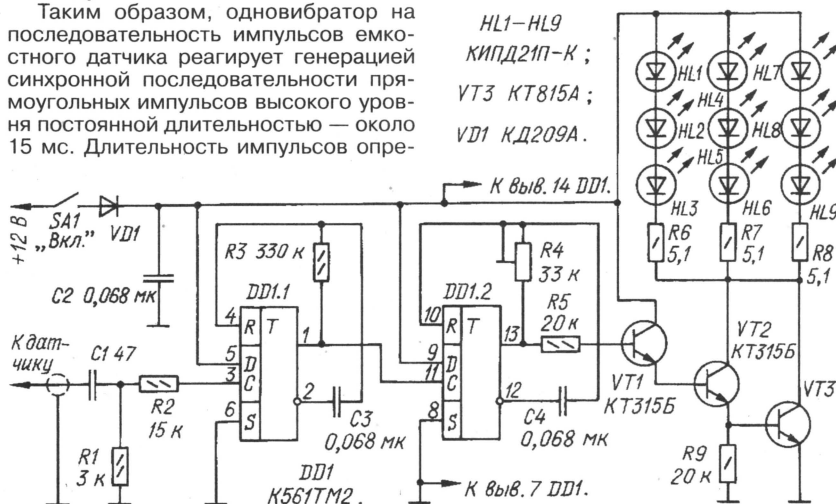 Таким образом, одновибратор на
последовательность импульсов емко-
стного датчика реагирует генерацией
синхронной последовательности пря-
моугольных импульсов высокого уров-
ня постоянной длительностью — около
15 мс. Длительность импульсов опре-
HL1–HL9
КИПД21П-К ;
VT3 КТ815А ;
VD1 КД209А .
HL1
HL7
HL4
HL2
HL8
HL5
HL3
HL6
HL9
R6
5,1
R7
5,1
R8
5,1
К выв. 14 DD1.
+12 В
SA1
„Вкл.”
VD1
C2 0,068 мк
R3 330 к
R4
33 к
R5
20 к
DD1.1
4
R
T
5
D
3
C
6
S
1
2
C3
0,068 мк
DD1.2
10
R
T
9
D
11
C
8
S
13
12
C4
0,068 мк
К дат-
чику
C1 47
R2
15 к
R1
3 к
DD1
К561ТМ2 .
К выв. 7 DD1.
VT1
КТ315Б
VT2
КТ315Б
VT3
R9
20 к